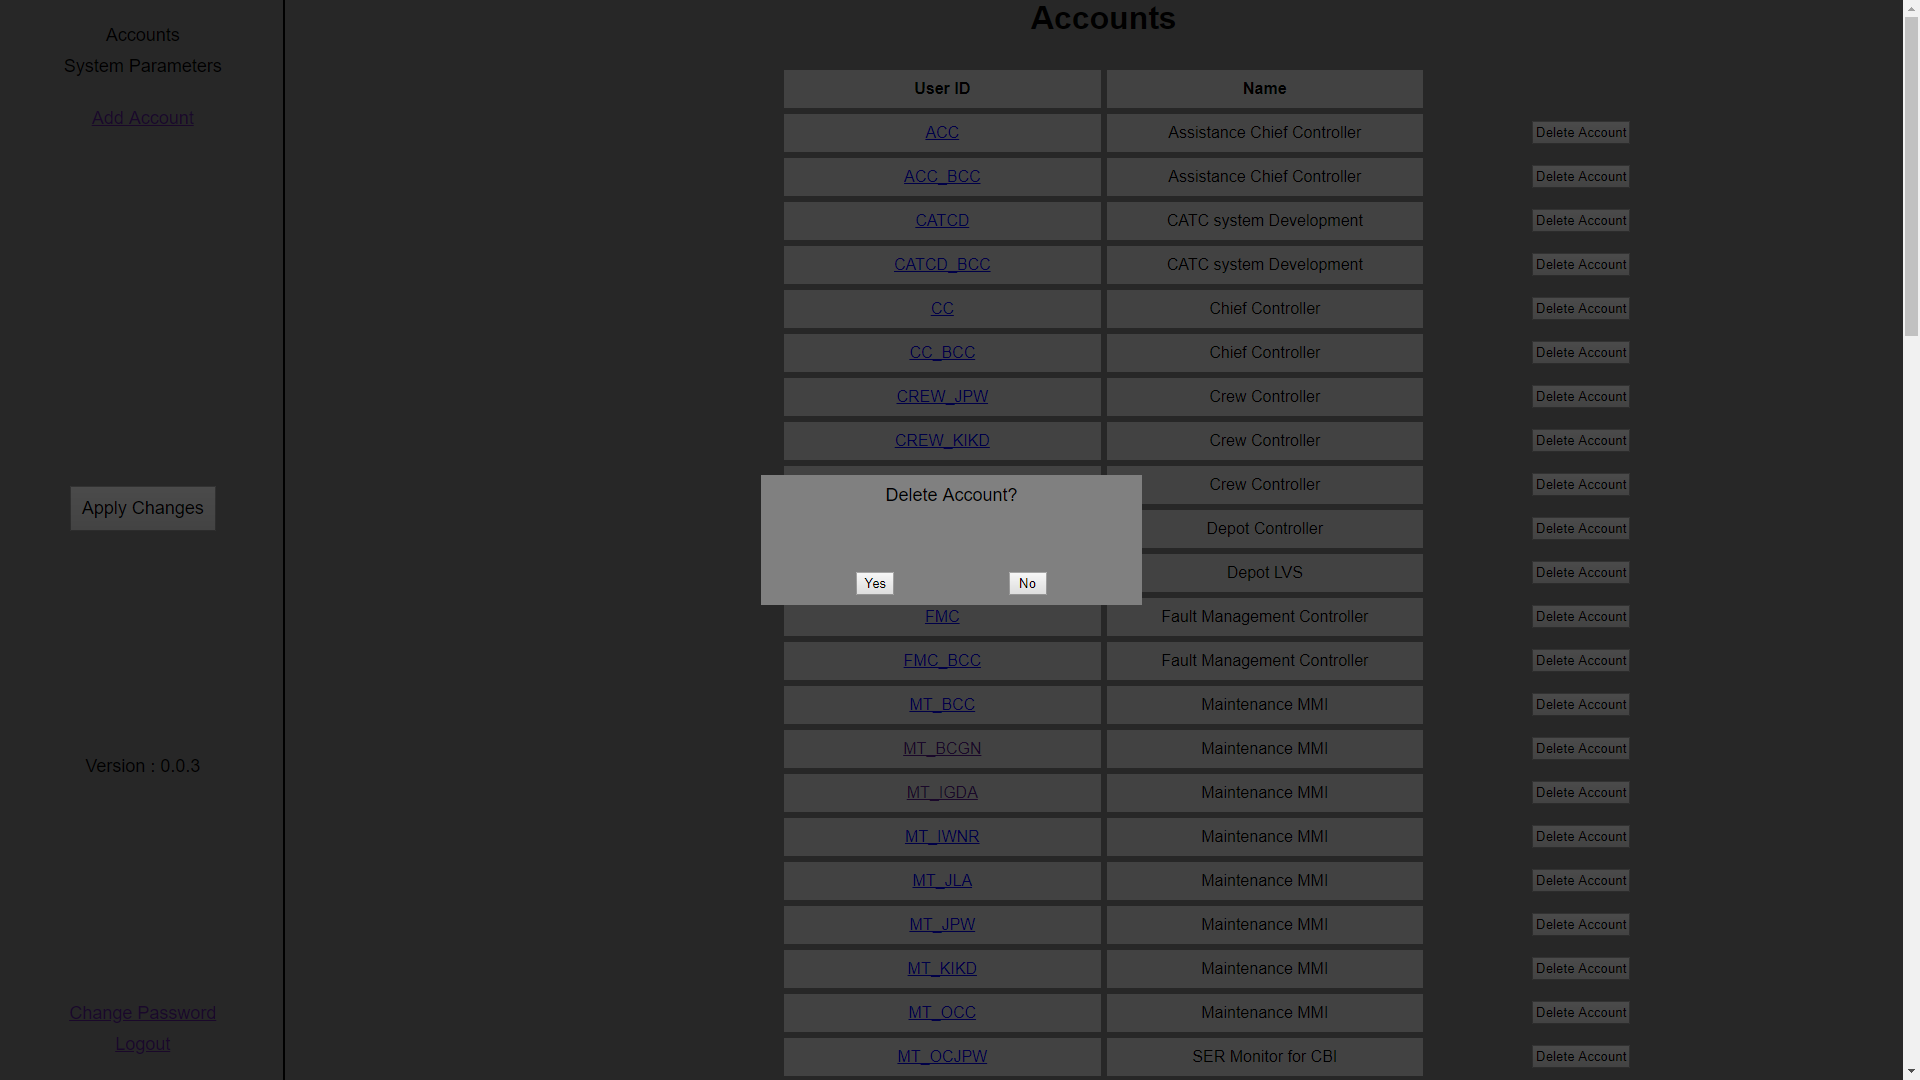 Accounts
System Parameters
Add Account
Apply Changes
Version : 0.0.3
Change Password
Logout
Accounts
User ID Name
ACC Assistance Chief Controller Delete Account
ACC_BCC Assistance Chief Controller Delete Account
CATCD CATC system Development Delete Account
CATCD_BCC CATC system Development Delete Account
CC Chief Controller Delete Account
CC_BCC Chief Controller Delete Account
CREW_JPW Crew Controller Delete Account
CREW_KIKD Crew Controller Delete Account
Crew Controller Delete Account
Depot Controller Delete Account
Depot LVS Delete Account
FMC Fault Management Controller Delete Account
FMC_BCC Fault Management Controller Delete Account
MT_BCC Maintenance MMI Delete Account
MT_BCGN Maintenance MMI Delete Account
MT_IGDA Maintenance MMI Delete Account
MT_IWNR Maintenance MMI Delete Account
MT_JLA Maintenance MMI Delete Account
MT_JPW Maintenance MMI Delete Account
MT_KIKD Maintenance MMI Delete Account
MT_OCC Maintenance MMI Delete Account
MT_OCJPW SER Monitor for CBI Delete Account
Delete Account?
Yes No